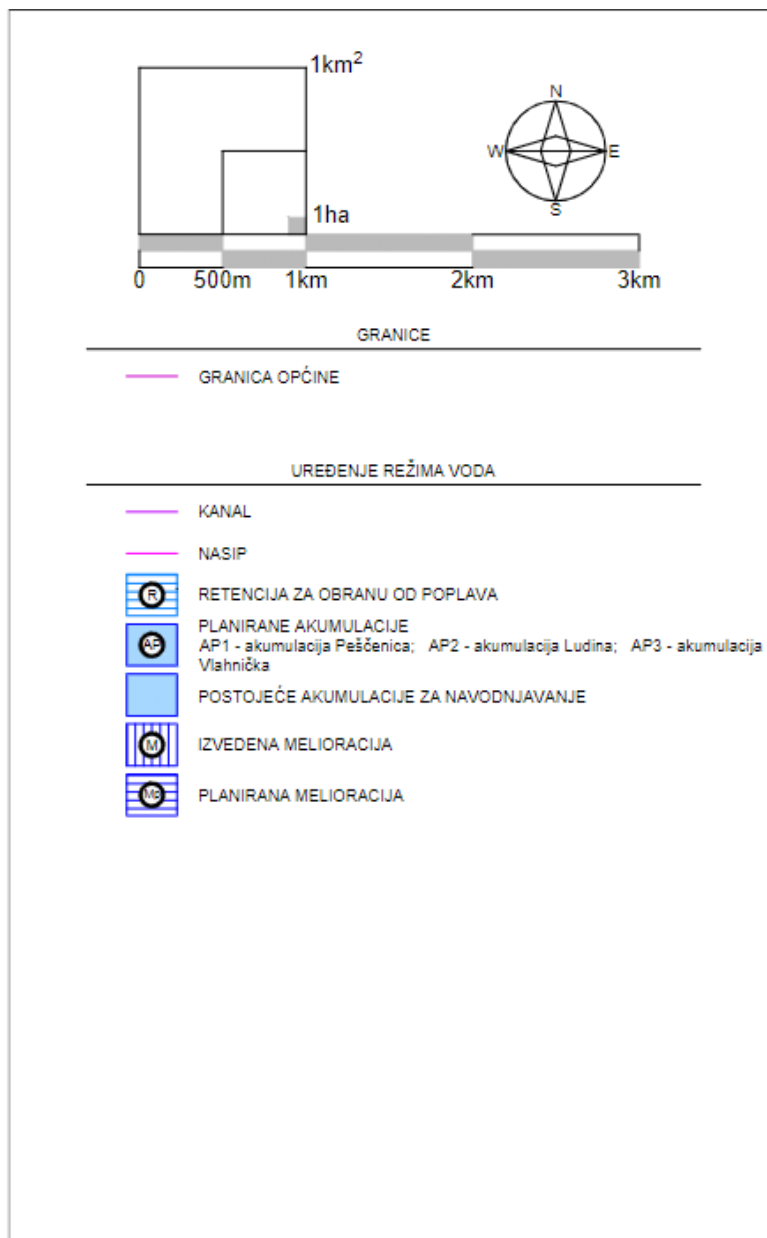 1km²
N
W
E
S
1ha
0 500m 1km 2km 3km
GRANICE
GRANICA OPĆINE
UREĐENJE REŽIMA VODA
KANAL
NASIP
R RETENCIJA ZA OBRANU OD POPLAVA
PLANIRANE AKUMULACIJE
AP AP1 - akumulacija Peščenica; AP2 - akumulacija Ludina; AP3 - akumulacija
Vlahnička
POSTOJEĆE AKUMULACIJE ZA NAVODNJAVANJE
M IZVEDENA MELIORACIJA
Mp PLANIRANA MELIORACIJA